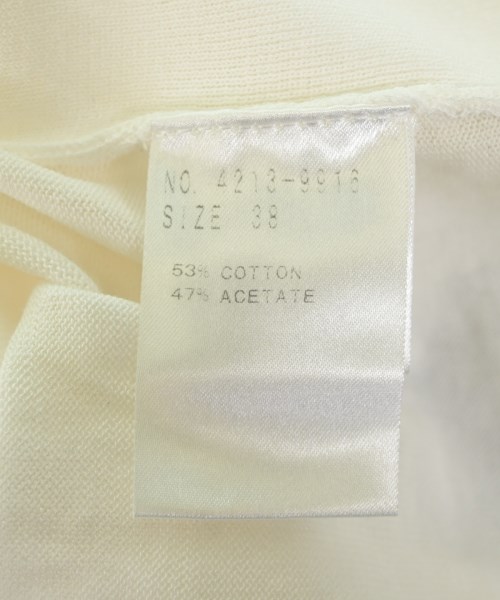 NO. 4213-9916
SIZE 38
53% COTTON
47% ACETATE